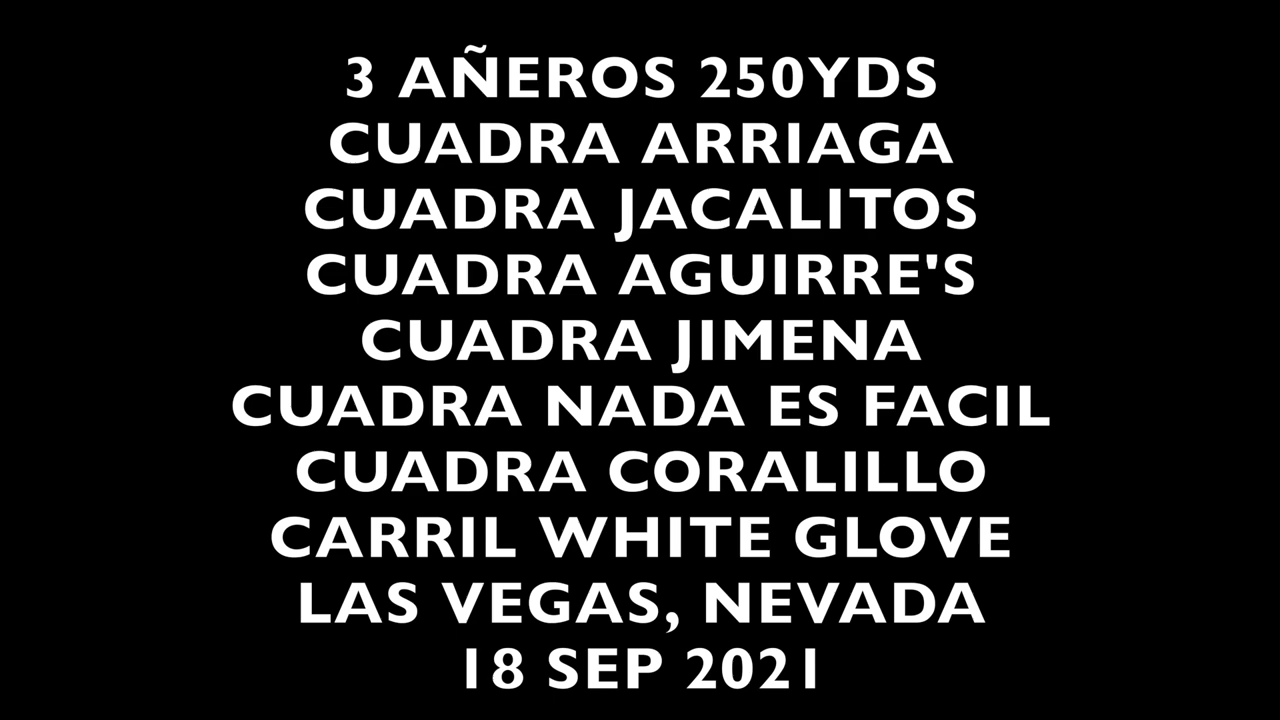 3 AÑEROS 250YDS
CUADRA ARRIAGA
CUADRA JACALITOS
CUADRA AGUIRRE'S
CUADRA JIMENA
CUADRA NADA ES FACIL
CUADRA CORALILLO
CARRIL WHITE GLOVE
LAS VEGAS, NEVADA
18 SEP 2021